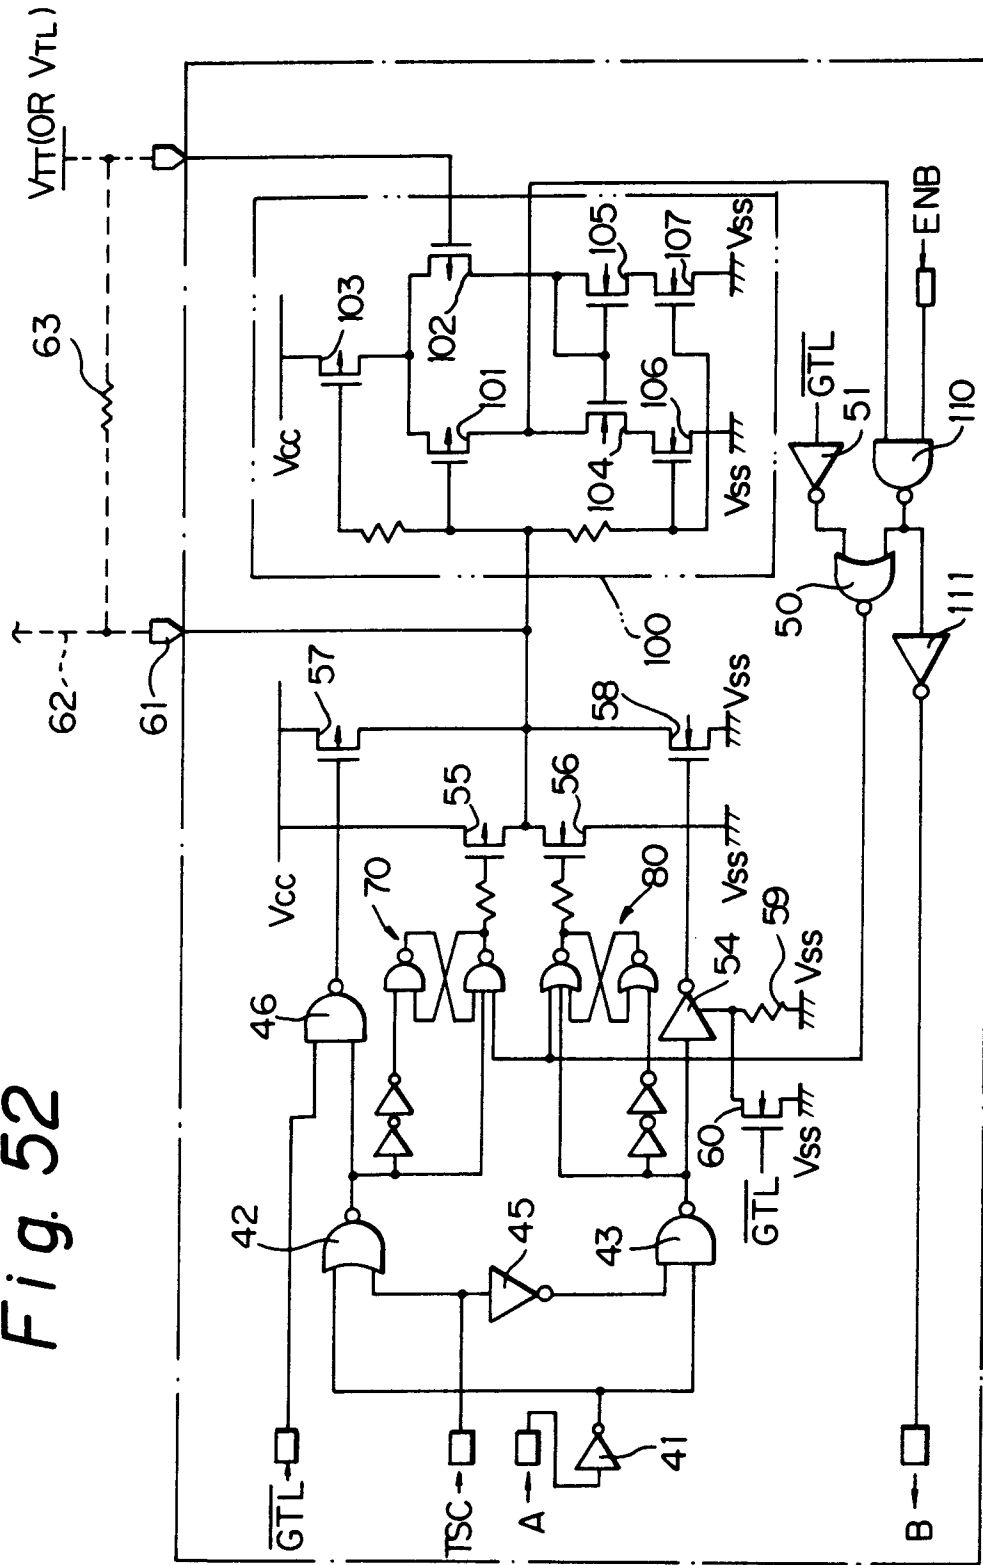 Fig. 52
VTT(OR VTL)
63
62
61
57
Vcc
103
Vcc
102
101
105
107
104
106
Vss
Vss
100
46
70
55
56
80
58
Vss
Vss
54
59
Vss
60
Vss
GTL
42
45
43
GTL
TSC
A
41
GTL
51
ENB
110
50
111
B